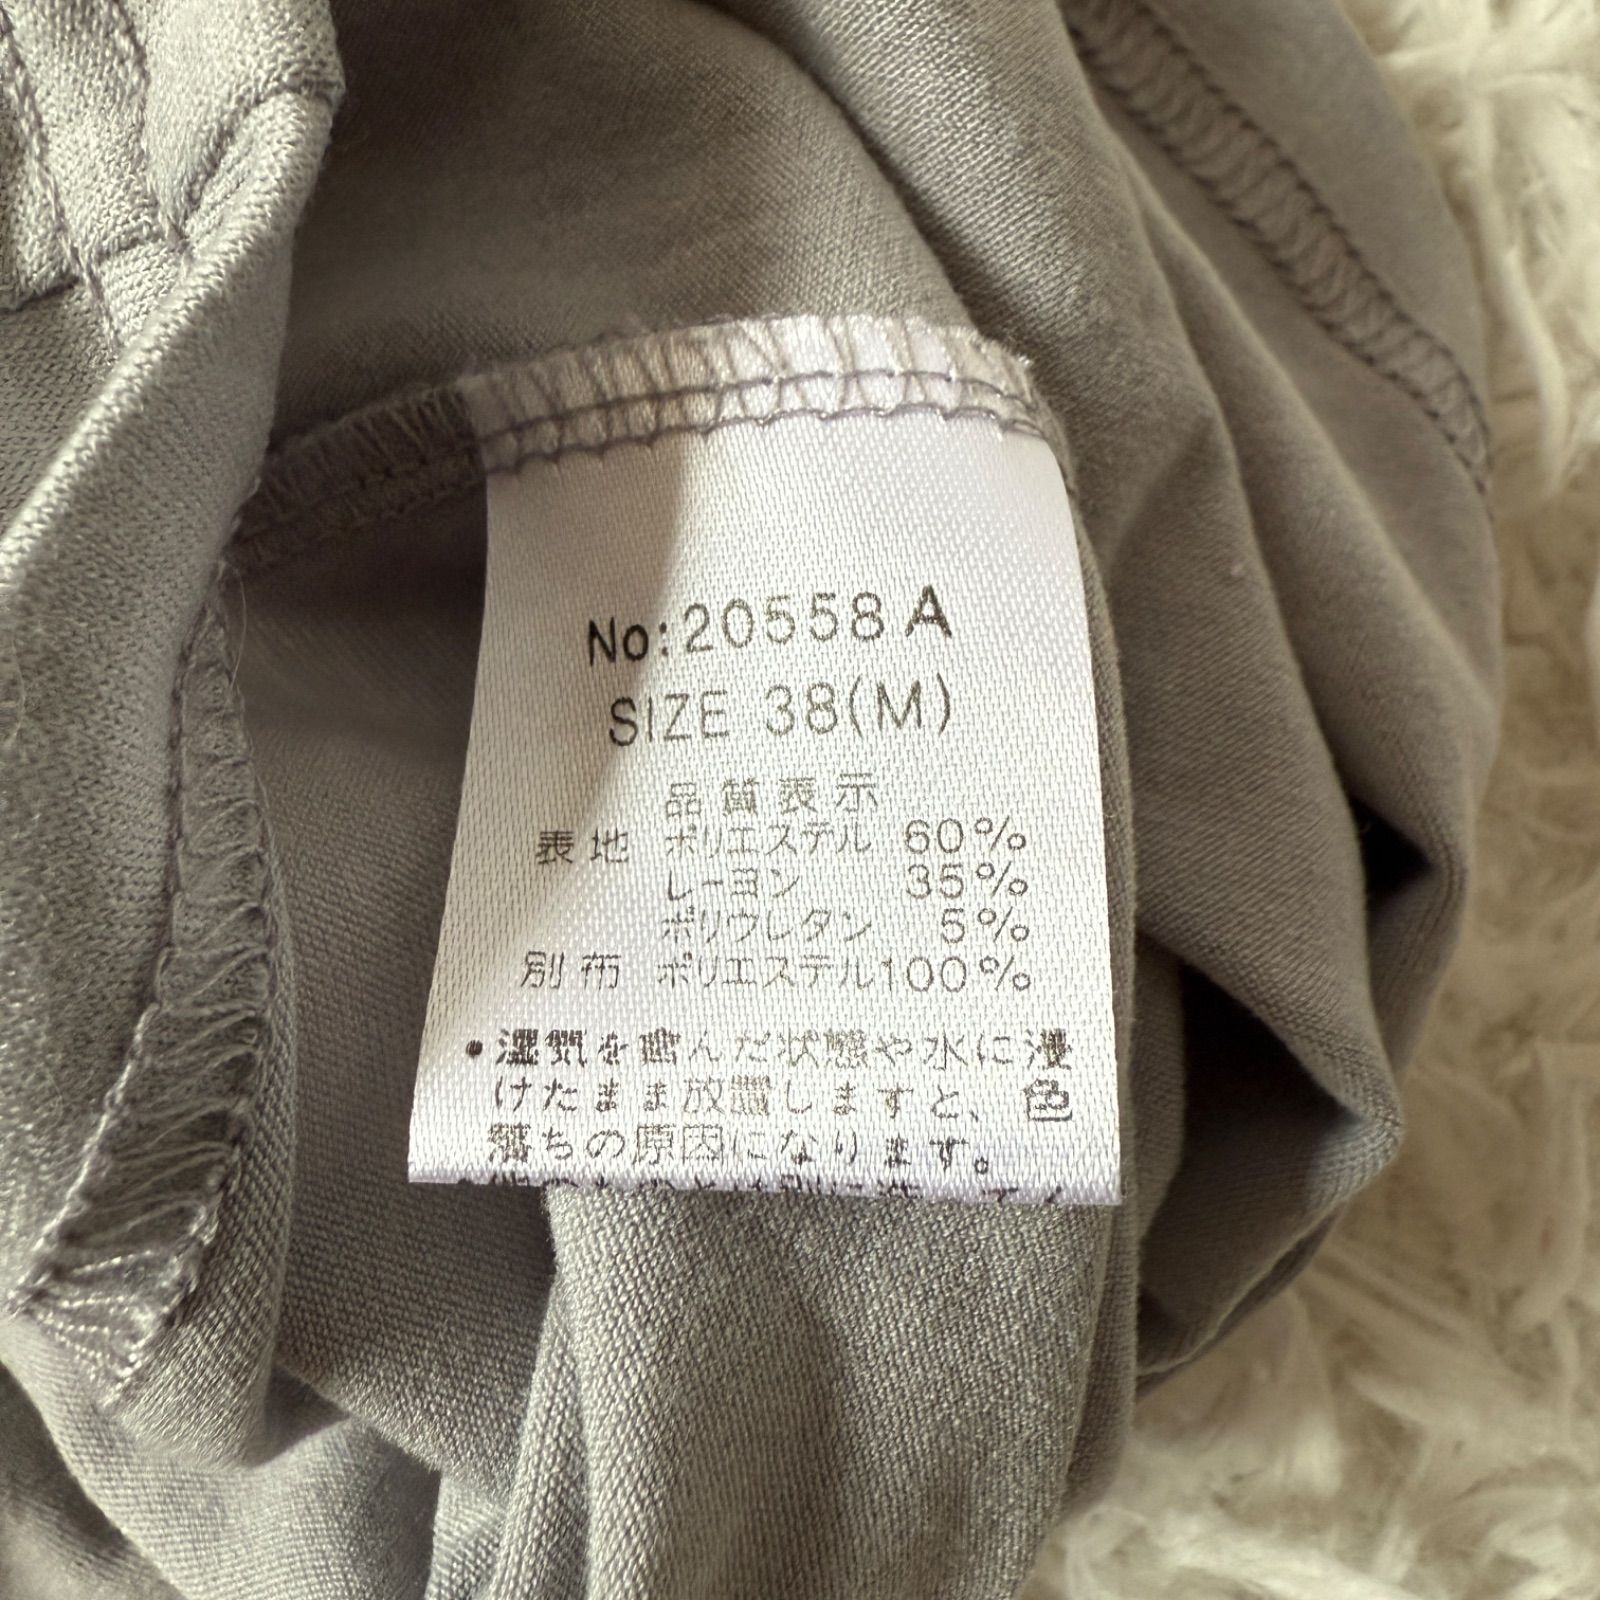 No:20558A
SIZE 38(M)
品質表示
表地 ポリエステル 60%
レーヨン 35%
ポリウレタン 5%
別布 ポリエステル100%
•湿気を含んだ状態や水に浸
けたまま放置しますと、色
落ちの原因になります。